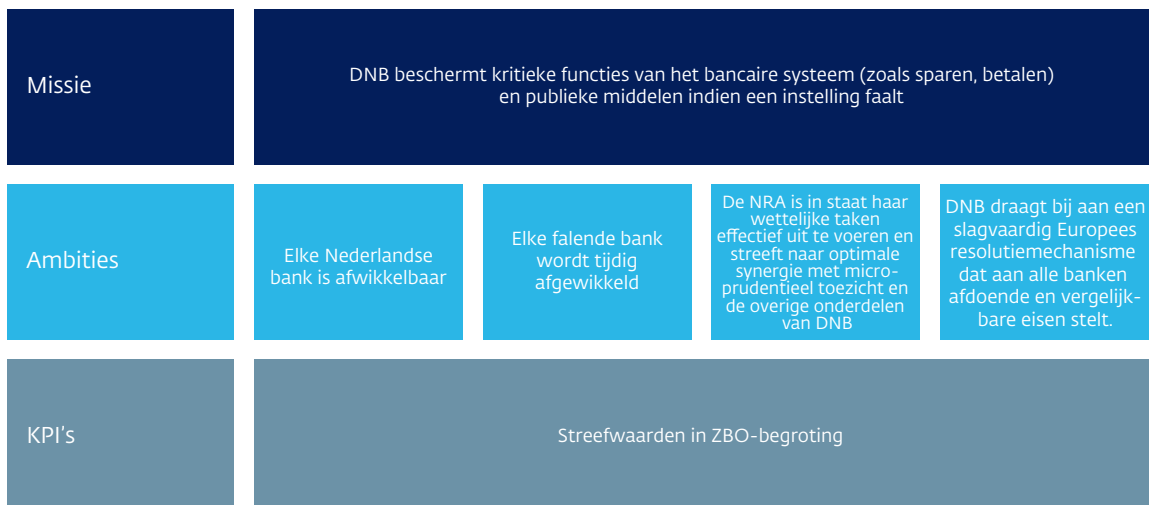 Missie
DNB beschermt kritieke functies van het bancaire systeem (zoals sparen, betalen)
en publieke middelen indien een instelling faalt
Ambities
Elke Nederlandse
bank is afwikkelbaar
Elke falende bank
wordt tijdig
afgewikkeld
De NRA is in staat haar
wettelijke taken
effectief uit te voeren en
streeft naar optimale
synergie met micro-
prudentieel toezicht en
de overige onderdelen
van DNB
DNB draagt bij aan een
slagvaardig Europees
resolutiemechanisme
dat aan alle banken
afdoende en vergelijk-
bare eisen stelt.
KPI's
Streefwaarden in ZBO-begroting